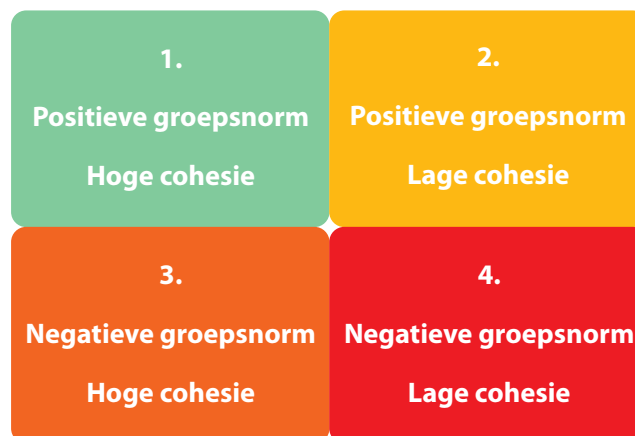 1.
Positieve groepsnorm
Hoge cohesie
2.
Positieve groepsnorm
Lage cohesie
3.
Negatieve groepsnorm
Hoge cohesie
4.
Negatieve groepsnorm
Lage cohesie